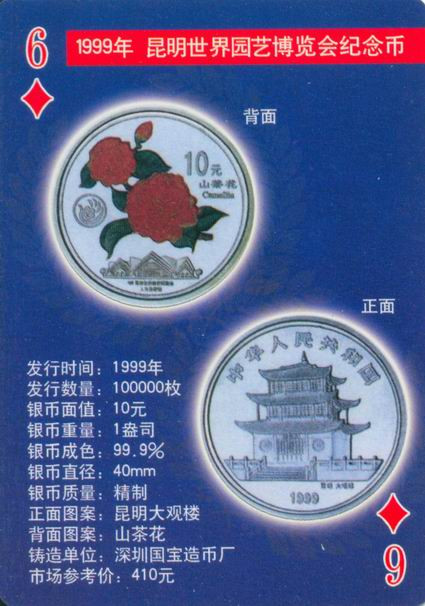 6
1999年 昆明世界园艺博览会纪念币
背面
10元
山茶花
Camellia
正面
中华人民共和国
昆明 大观楼
1999
发行时间：1999年
发行数量：100000枚
银币面值：10元
银币重量：1盎司
银币成色：99.9%
银币直径：40mm
银币质量：精制
正面图案：昆明大观楼
背面图案：山茶花
铸造单位：深圳国宝造币厂
市场参考价：410元
6